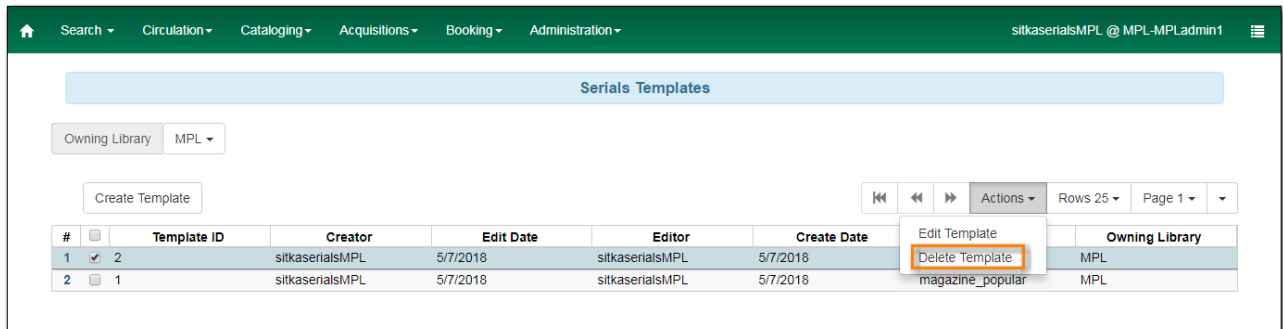 Search Circulation Cataloging Acquisitions Booking Administration sitkaserialsMPL @ MPL-MPLadmin1
Serials Templates
Owning Library MPL
Create Template Actions Rows 25 Page 1
Edit Template
Delete Template
# Template ID Creator Edit Date Editor Create Date Owning Library
1 2 sitkaserialsMPL 5/7/2018 sitkaserialsMPL 5/7/2018 MPL
2 1 sitkaserialsMPL 5/7/2018 sitkaserialsMPL 5/7/2018 magazine_popular MPL